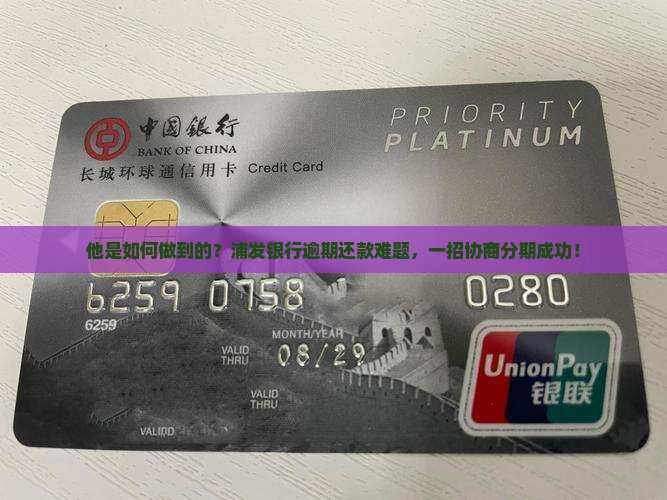 中国银行
BANK OF CHINA
长城环球通信用卡 Credit Card
PRIORITY
PLATINUM
他是如何做到的？浦发银行逾期还款难题，一招协商分期成功！
6259 0758 0280
6259
MONTH/YEAR
VALID
THRU
08/29
VALID
THRU
VALID
UnionPay
银联